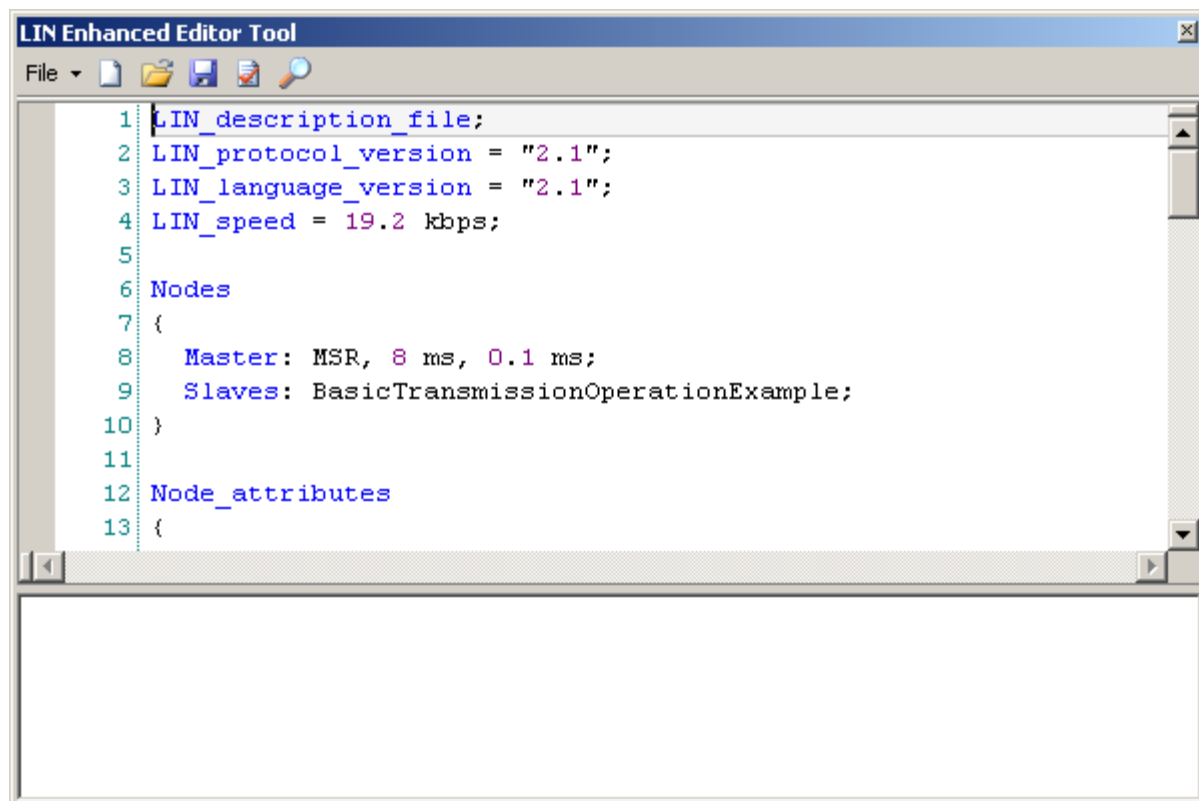 LIN Enhanced Editor Tool
File
1 LIN_description_file;
2 LIN_protocol_version = "2.1";
3 LIN_language_version = "2.1";
4 LIN_speed = 19.2 kbps;
5
6 Nodes
7 {
8 Master: MSR, 8 ms, 0.1 ms;
9 Slaves: BasicTransmissionOperationExample;
10 }
11
12 Node_attributes
13 {